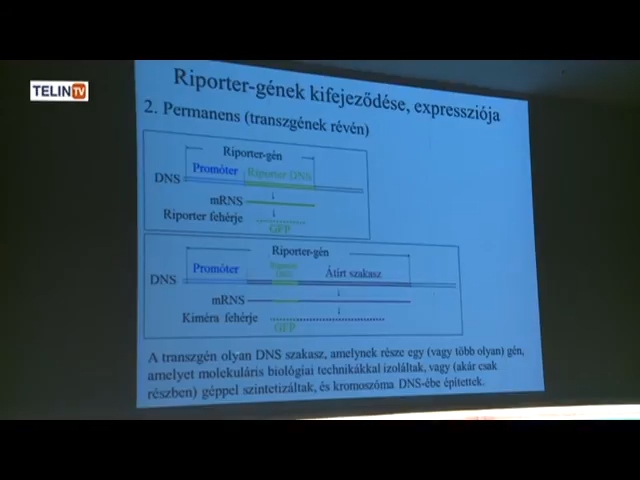 TELIN TV
Riporter-gének kifejeződése, expressziója
2. Permanens (transzgének révén)
Riporter-gén
Promóter Riporter DNS
DNS
mRNS
Riporter fehérje
GFP
Riporter-gén
Promóter Riporter DNS Átírt szakasz
DNS
mRNS
Kiméra fehérje
GFP
A transzgén olyan DNS szakasz, amelynek része egy (vagy több olyan) gén,
amelyet molekuláris biológiai technikákkal izoláltak, vagy (akár csak
részben) géppel szintetizáltak, és kromoszóma DNS-ébe építettek.